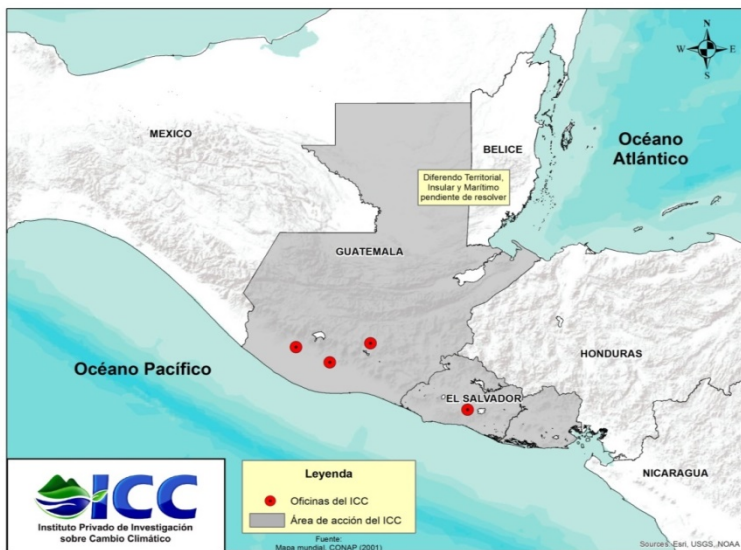 N
W E
S
MEXICO
BELICE
Océano
Atlántico
Diferendo Territorial,
Insular y Marítimo
pendiente de resolver
GUATEMALA
HONDURAS
Océano Pacífico
EL SALVADOR
NICARAGUA
ICC
Instituto Privado de Investigación
sobre Cambio Climático
Leyenda
Oficinas del ICC
Área de acción del ICC
Fuente:
Mapa mundial, CONAP (2001)
Sources: Esri, USGS, NOAA